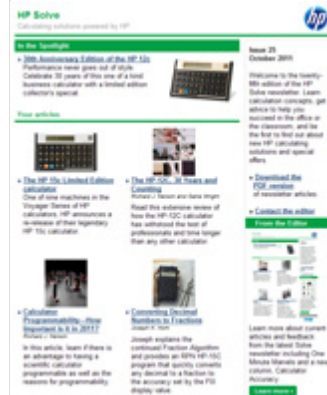 HP Solve
Calculating solutions powered by HP
hp
In the Spotlight
» 30th Anniversary Edition of the HP 12c
Performance never goes out of style.
Celebrate 30 years of this one of a kind
business calculator with a limited edition
collector's special.
Your articles
» The HP 15c Limited Edition
calculator
One of nine machines in the
Voyager Series of HP
calculators, HP announces a
re-release of their legendary
HP 15c calculator.
» The HP-12C, 30 Years and
Counting
Richard J. Nelson and
Read this extensive review of
how the HP-12C calculator
has withstood the test of
professionals and time longer
than any other calculator.
» Calculator
Programmability - How
Important Is It in 2011?
Richard J. Nelson
In this article, learn if there is
an advantage to having a
scientific calculator
programmable as well as the
reasons for programmability.
» Converting Decimal
Numbers to Fractions
Joseph K. Horn
Joseph explains the
continued Fraction Algorithm
and provides an RPN HP-15C
program that quickly converts
any decimal to a fraction to
the accuracy set by the FIX
display value.
Issue 25
October 2011
Welcome to the twenty-
fifth edition of the HP
Solve newsletter. Learn
calculation concepts, get
advice to help you
succeed in the office or
the classroom, and be
the first to find out about
new HP calculating
solutions and special
offers.
» Download the
PDF version
of newsletter articles.
» Contact the editor
From the Editor
Learn more about current
articles and feedback
from the latest Solve
newsletter including One
Minute Marvels and a new
column, Calculator
Accuracy.
Learn more »